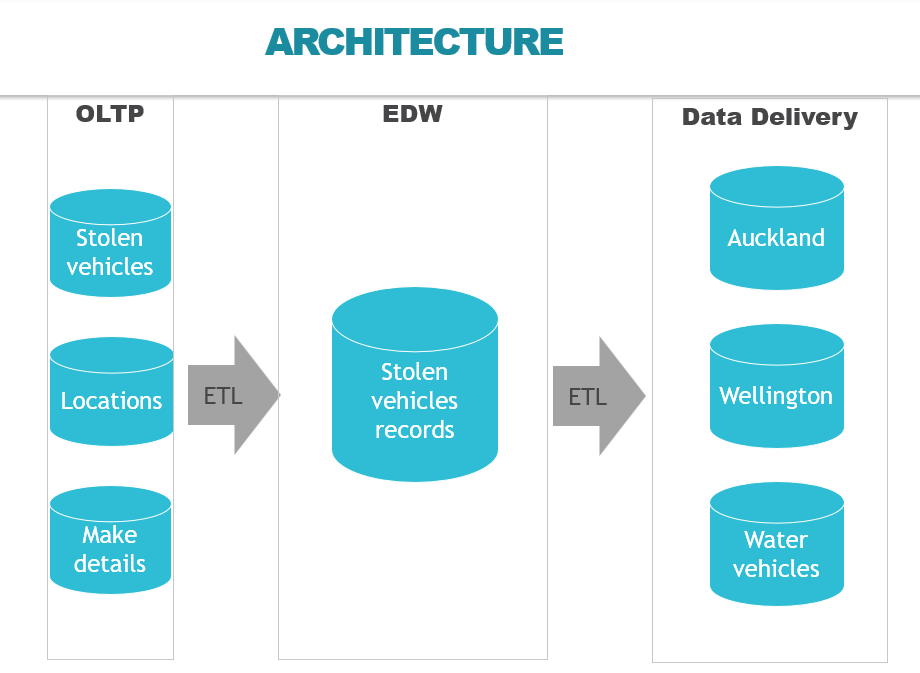 ARCHITECTURE
OLTP
Stolen
vehicles
Locations
Make
details
ETL
EDW
Stolen
vehicles
records
ETL
Data Delivery
Auckland
Wellington
Water
vehicles